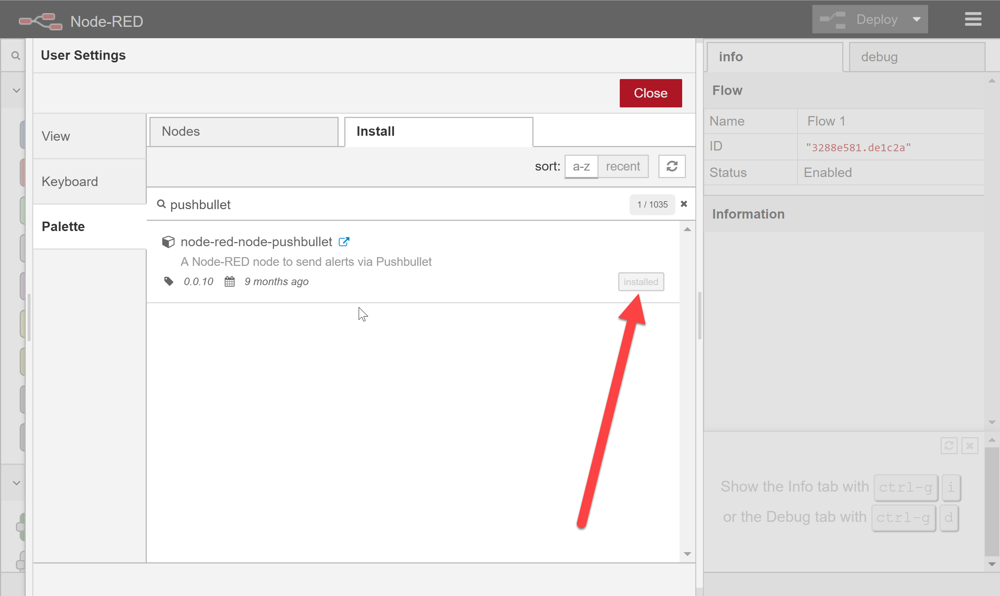 Node-RED
Deploy
User Settings
Close
View
Keyboard
Palette
Nodes
Install
sort: a-z recent
pushbullet
1 / 1035
node-red-node-pushbullet
A Node-RED node to send alerts via Pushbullet
0.0.10 9 months ago
installed
info
debug
Flow
Name Flow 1
ID "3288e581.de1c2a"
Status Enabled
Information
Show the Info tab with ctrl-g i
or the Debug tab with ctrl-g d